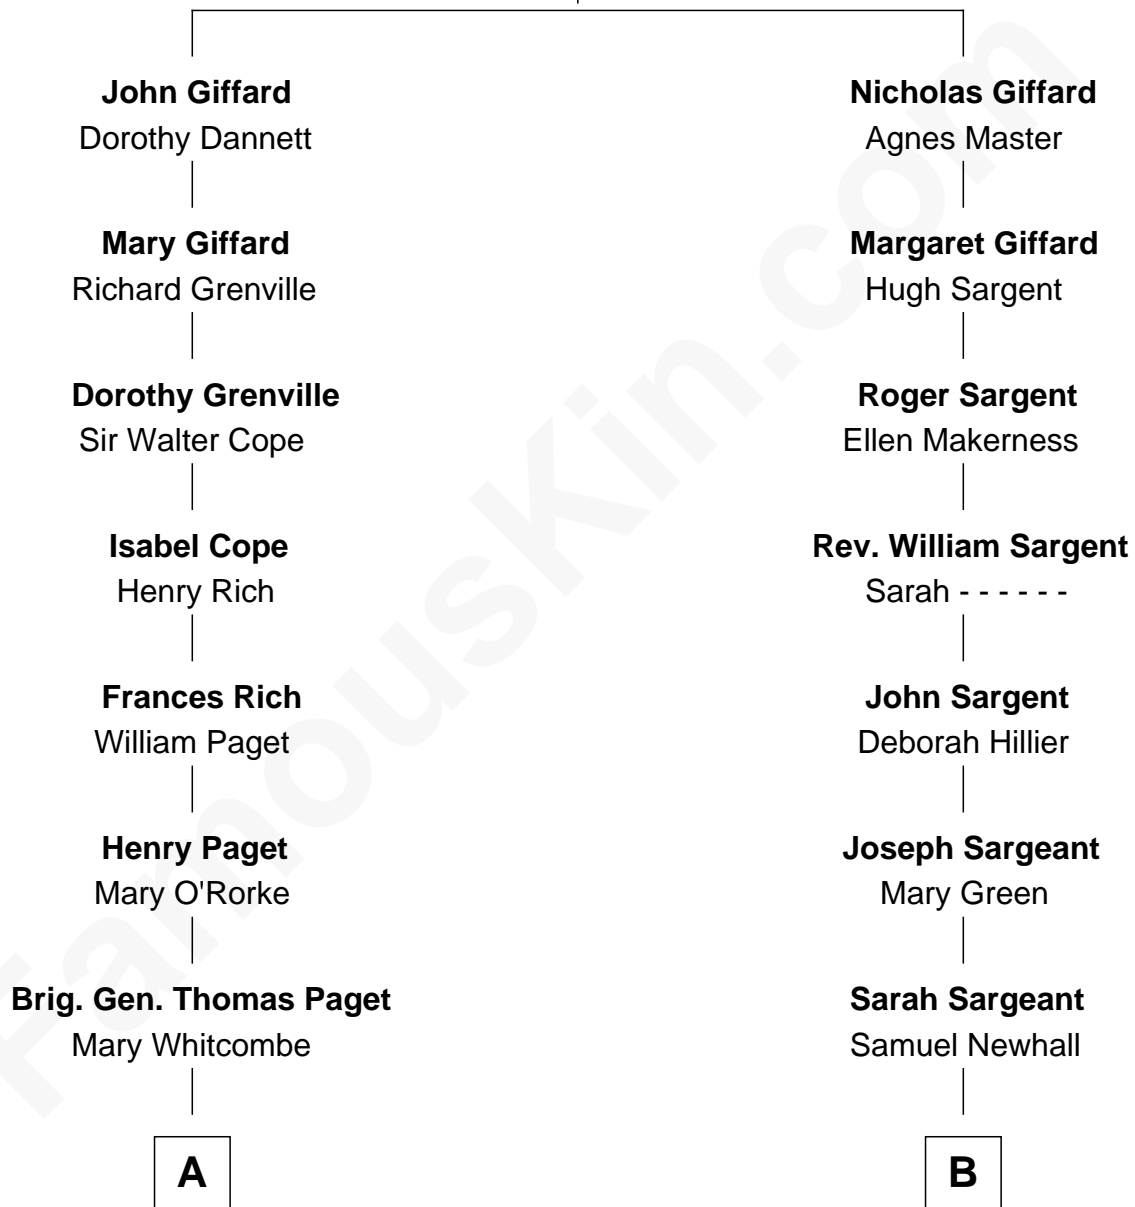 John Giffard
Dorothy Dannett
Mary Giffard
Richard Grenville
Dorothy Grenville
Sir Walter Cope
Isabel Cope
Henry Rich
Frances Rich
William Paget
Henry Paget
Mary O'Rorke
Brig. Gen. Thomas Paget
Mary Whitcombe
A
Nicholas Giffard
Agnes Master
Margaret Giffard
Hugh Sargent
Roger Sargent
Ellen Makerness
Rev. William Sargent
Sarah - - - - - -
John Sargent
Deborah Hillier
Joseph Sargeant
Mary Green
Sarah Sargeant
Samuel Newhall
B
FamousKin.com